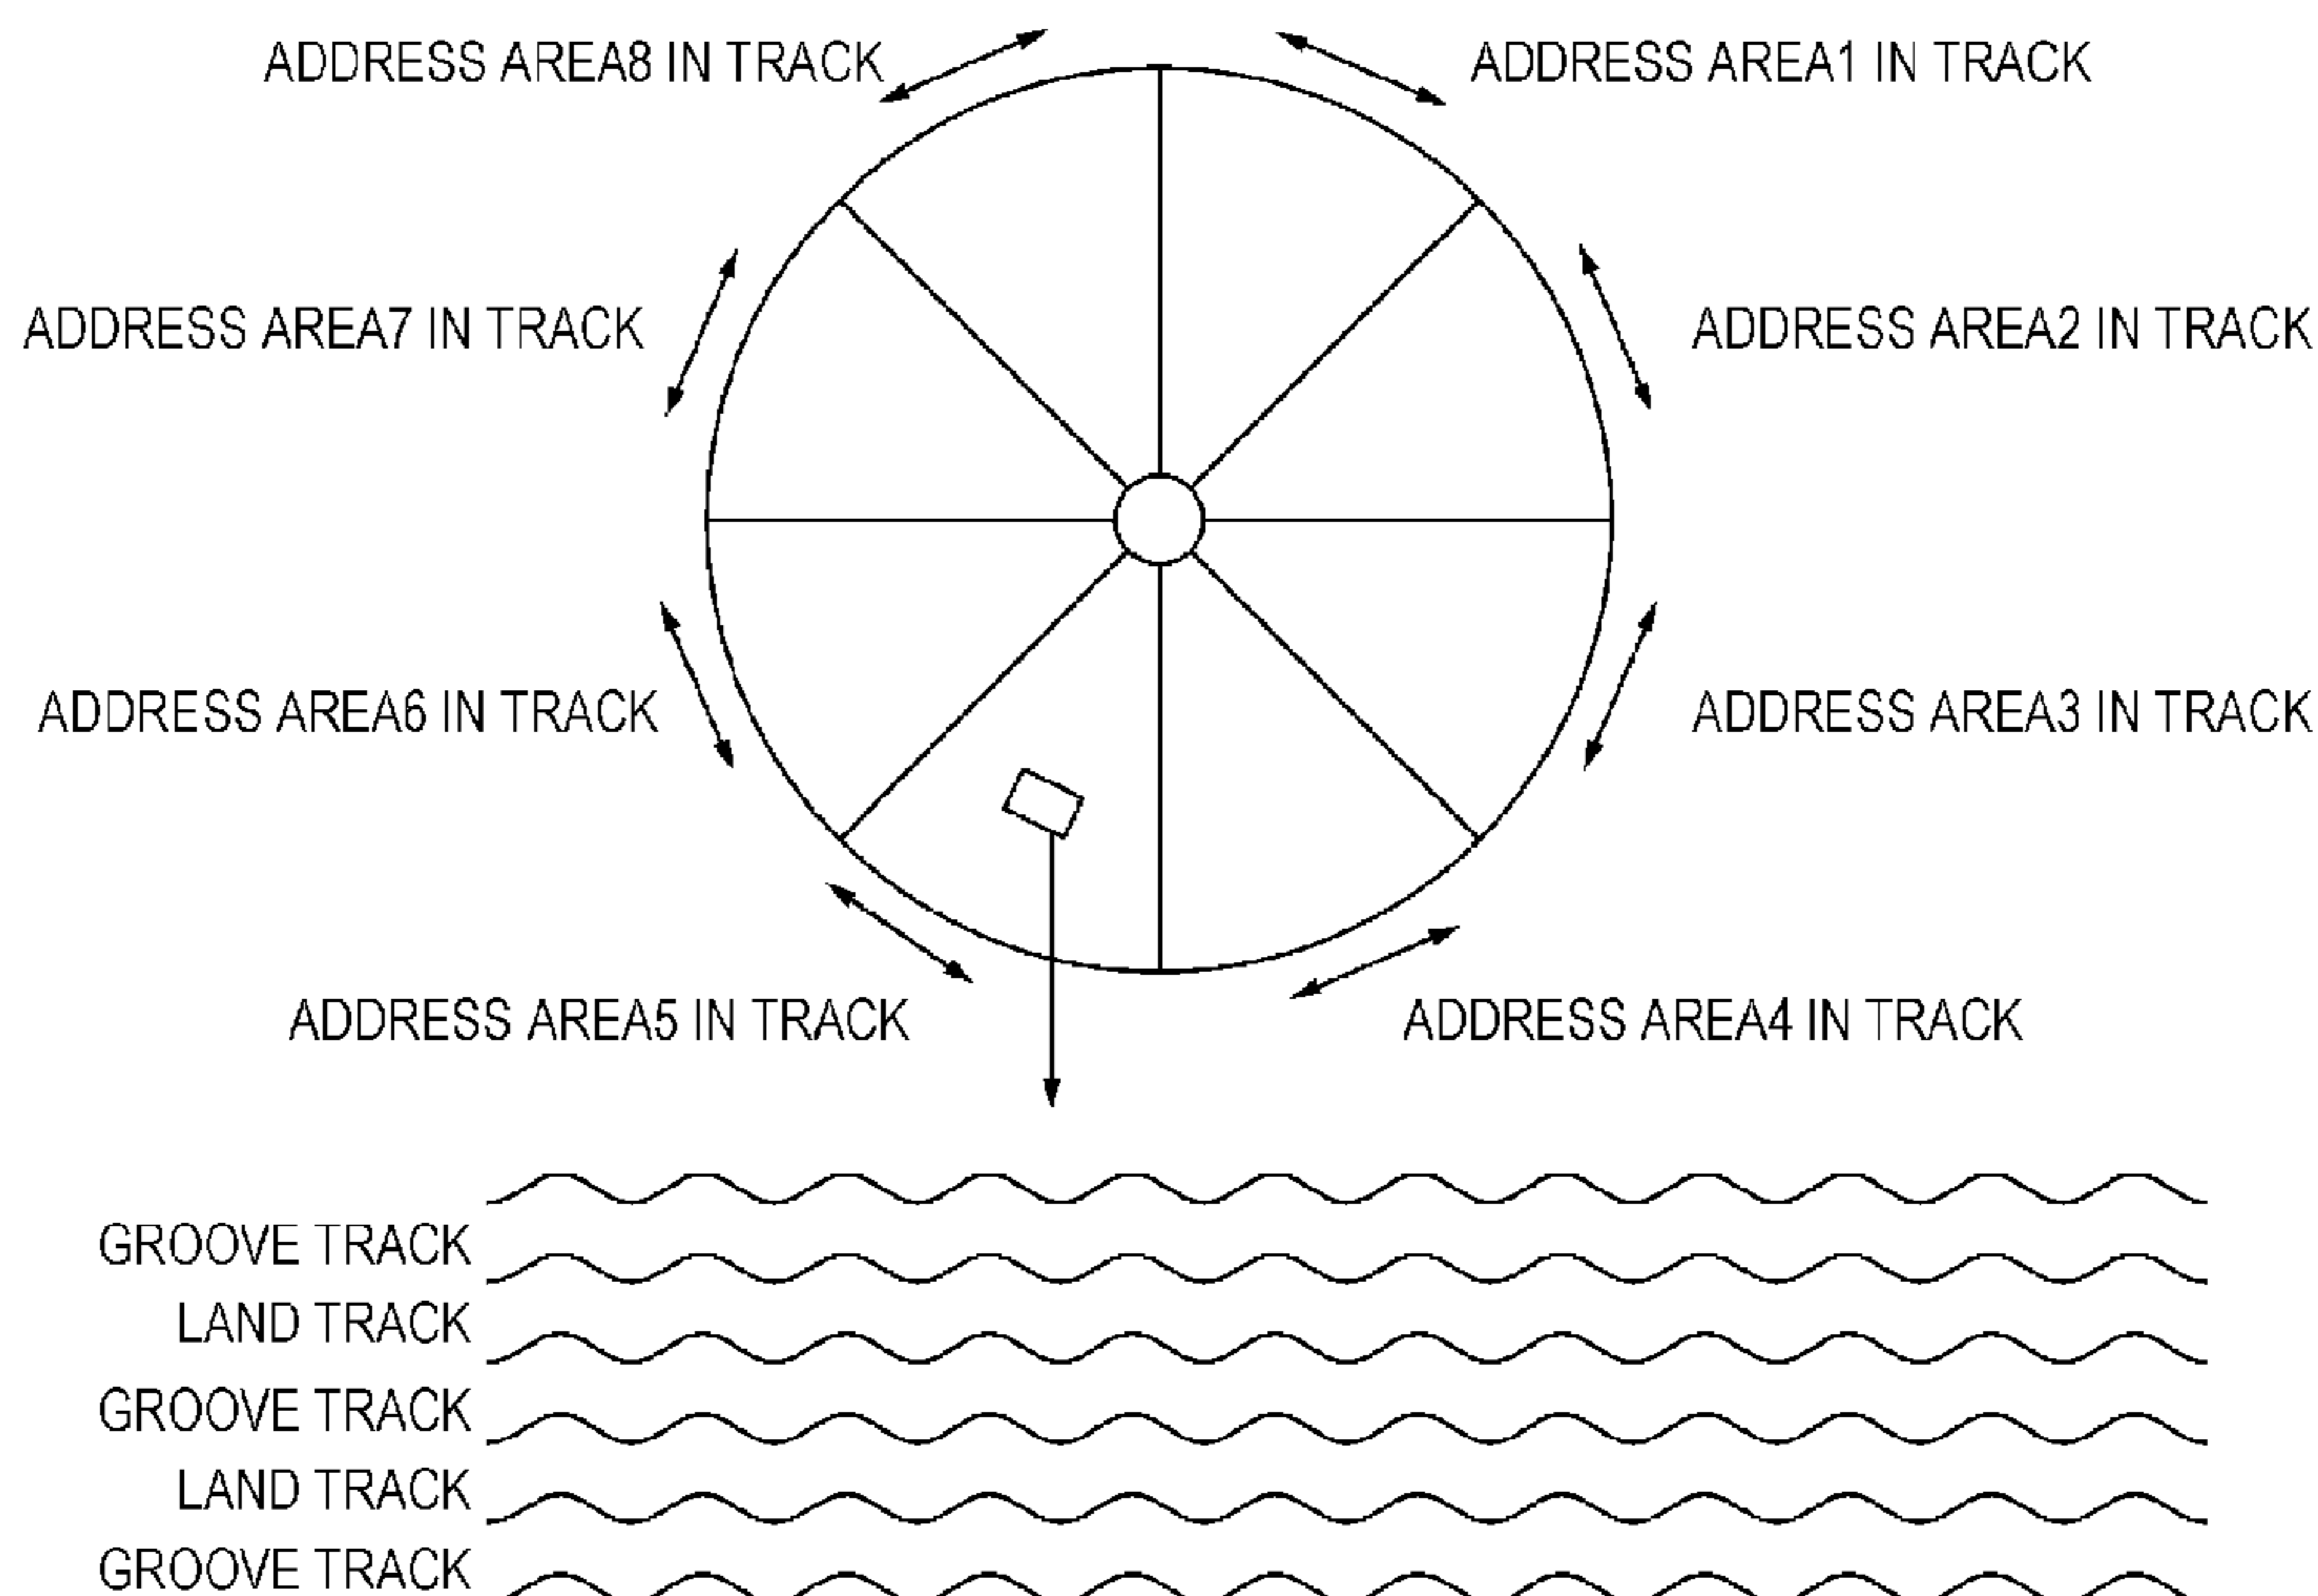 ADDRESS AREA8 IN TRACK
ADDRESS AREA1 IN TRACK
ADDRESS AREA7 IN TRACK
ADDRESS AREA2 IN TRACK
ADDRESS AREA6 IN TRACK
ADDRESS AREA3 IN TRACK
ADDRESS AREA5 IN TRACK
ADDRESS AREA4 IN TRACK
GROOVE TRACK
LAND TRACK
GROOVE TRACK
LAND TRACK
GROOVE TRACK